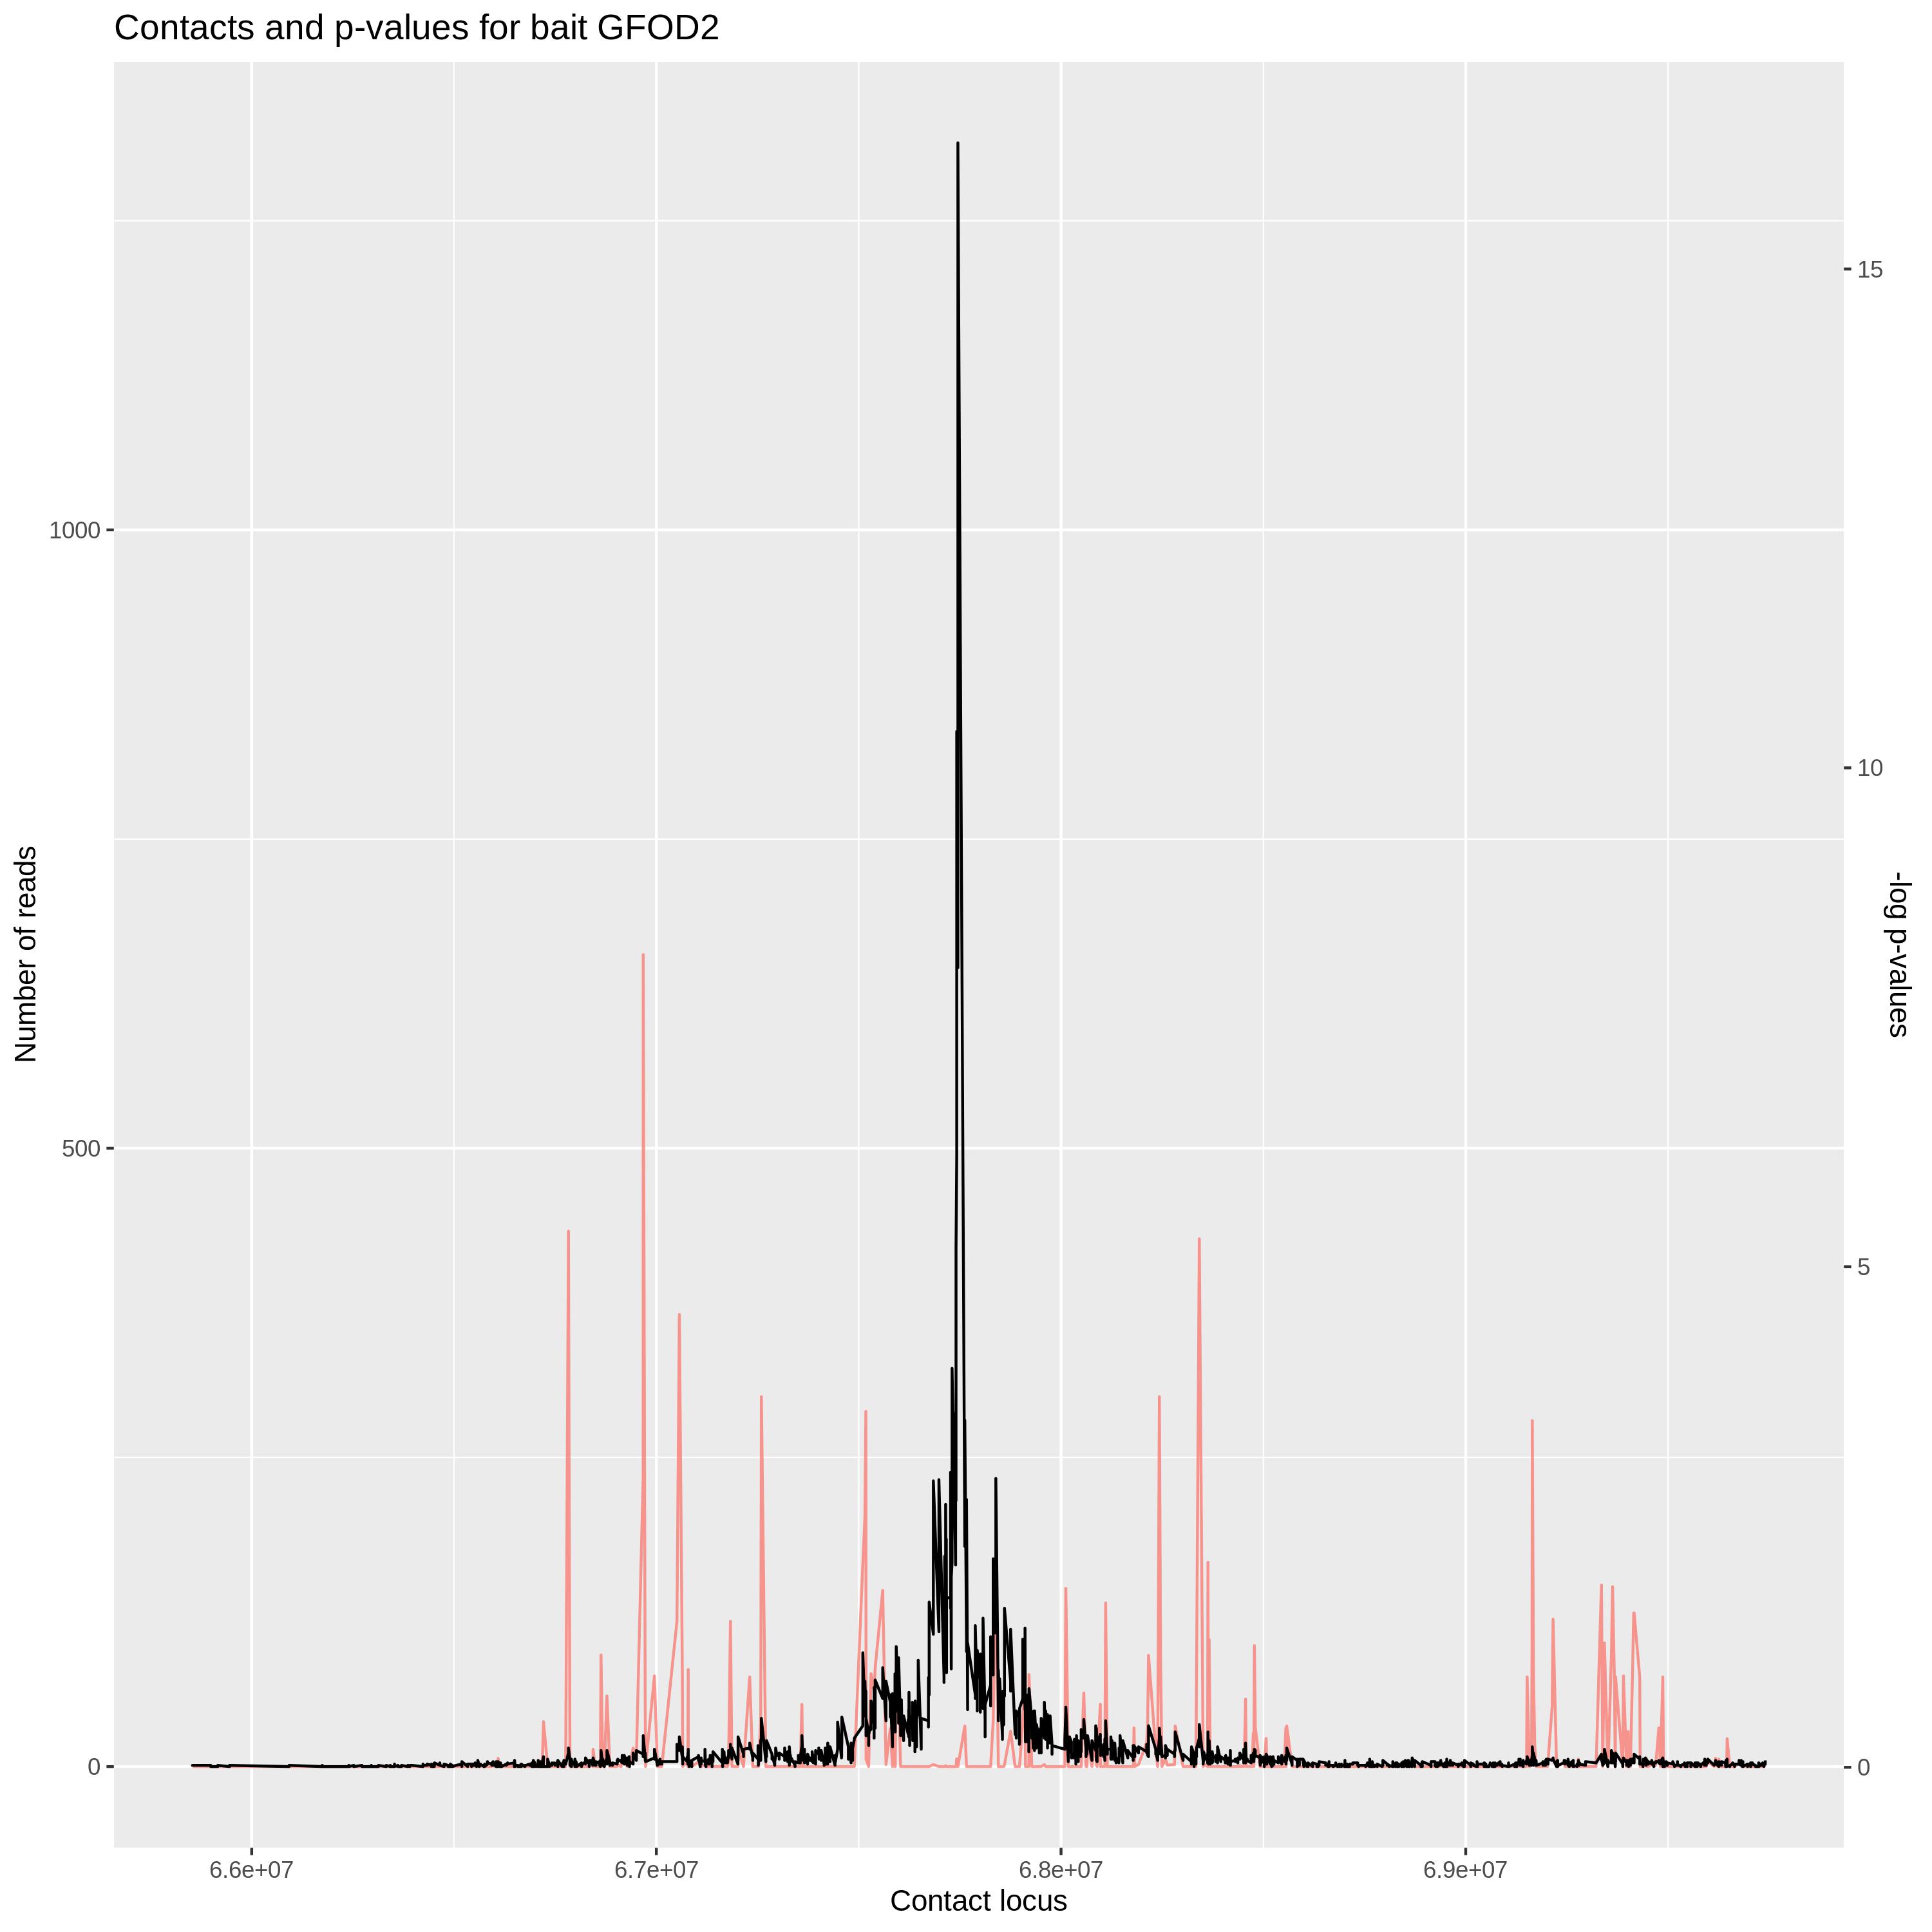 Contacts and p-values for bait GFOD2
Number of reads
1000
500
0
15
10
5
0
-log p-values
6.6e+07 6.7e+07 6.8e+07 6.9e+07
Contact locus